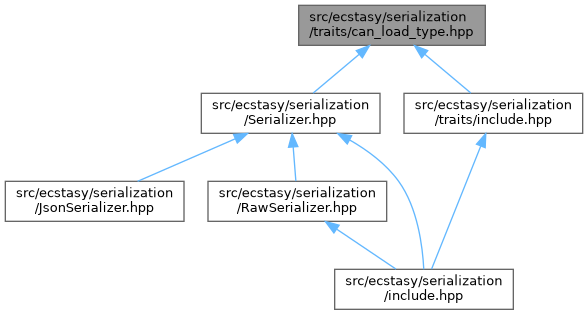 src/ecstasy/serialization
/traits/can_load_type.hpp
src/ecstasy/serialization
/Serializer.hpp
src/ecstasy/serialization
/traits/include.hpp
src/ecstasy/serialization
/JsonSerializer.hpp
src/ecstasy/serialization
/RawSerializer.hpp
src/ecstasy/serialization
/include.hpp